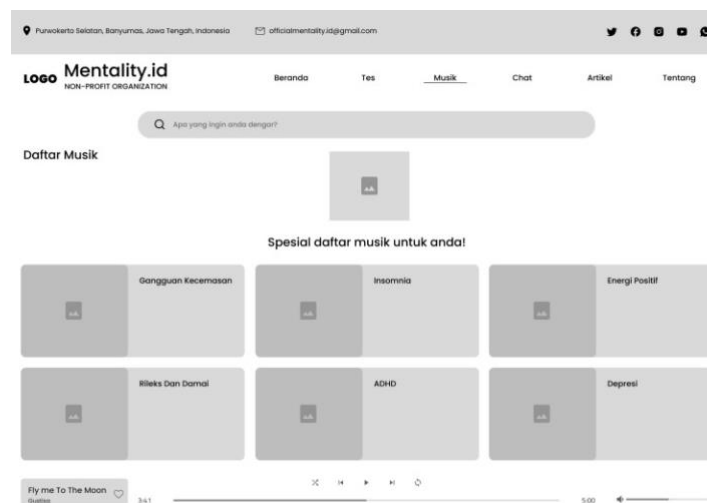 Purwokerto Selatan, Banyumas, Jawa Tengah, Indonesia officialmentality.id@gmail.com
LOGO Mentality.id
NON-PROFIT ORGANIZATION
Beranda Tes Musik Chat Artikel Tentang
Apa yang ingin anda dengar?
Daftar Musik
Spesial daftar musik untuk anda!
Gangguan Kecemasan Insomnia Energi Positif
Rileks Dan Damai ADHD Depresi
Fly me To The Moon
3:41 5:00